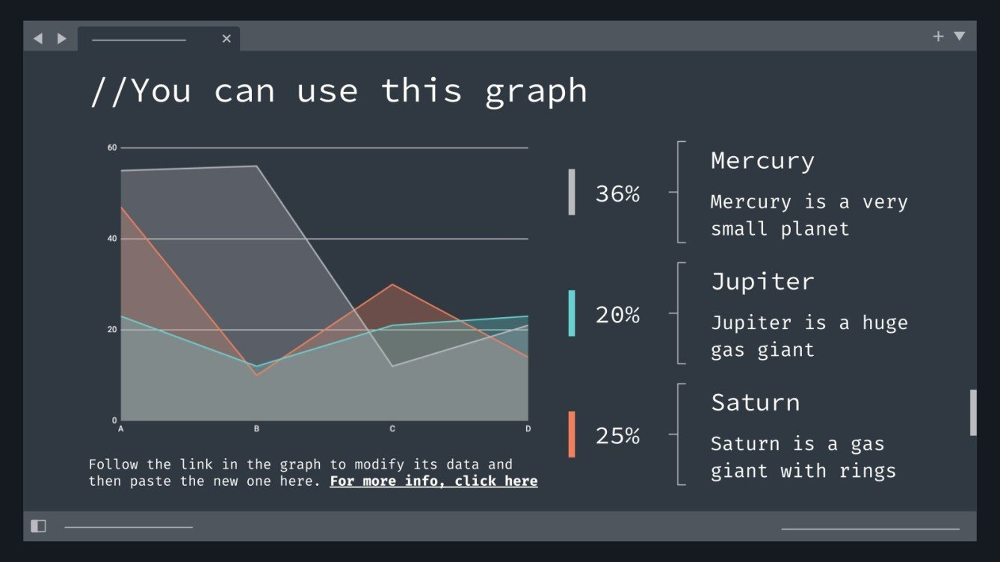 //You can use this graph
60
40
20
0
A B C D
Follow the link in the graph to modify its data and
then paste the new one here. For more info, click here
36%
Mercury
Mercury is a very
small planet
20%
Jupiter
Jupiter is a huge
gas giant
25%
Saturn
Saturn is a gas
giant with rings